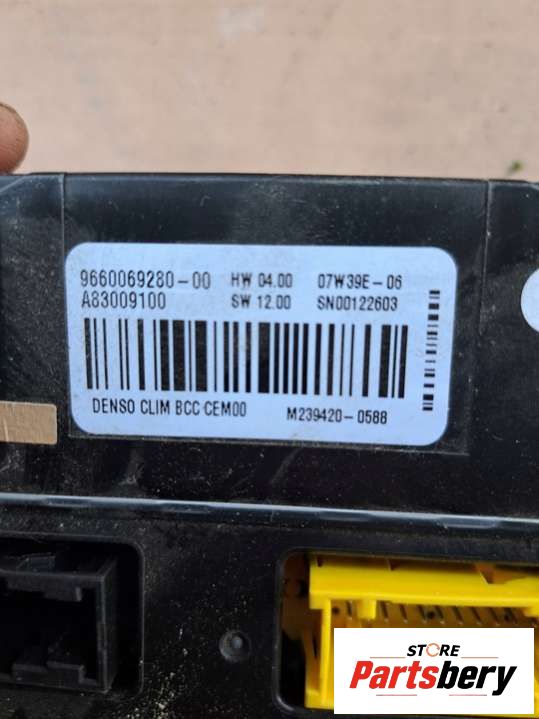 9660069280-00 HW 04.00 07W39E-06
A83009100 SW 12.00 SN00122603
DENSO CLIM BCC CEM00 M239420-0588
STORE
Partsbery